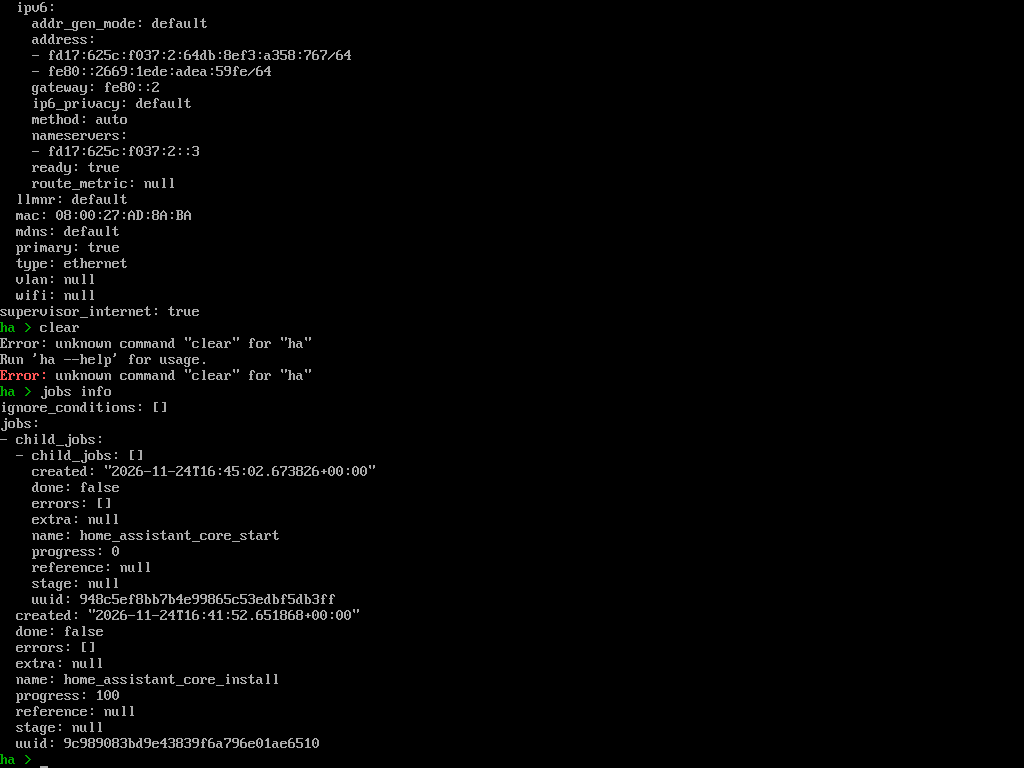 ipv6:
addr_gen_mode: default
address:
- fd17:625c:f037:2:64db:8ef3:a358:767/64
- fe80::2669:1ede:adea:59fe/64
gateway: fe80::2
ip6_privacy: default
method: auto
nameservers:
- fd17:625c:f037:2::3
ready: true
route_metric: null
llmnr: default
mac: 08:00:27:AD:8A:BA
mdns: default
primary: true
type: ethernet
vlan: null
wifi: null
supervisor_internet: true
ha > clear
Error: unknown command "clear" for "ha"
Run 'ha --help' for usage.
Error: unknown command "clear" for "ha"
ha > jobs info
ignore_conditions: []
jobs:
- child_jobs:
- child_jobs: []
created: "2026-11-24T16:45:02.673826+00:00"
done: false
errors: []
extra: null
name: home_assistant_core_start
progress: 0
reference: null
stage: null
uuid: 948c5ef8bb7b4e99865c53edbf5db3ff
created: "2026-11-24T16:41:52.651868+00:00"
done: false
errors: []
extra: null
name: home_assistant_core_install
progress: 100
reference: null
stage: null
uuid: 9c989083bd9e43839f6a796e01ae6510
ha > _